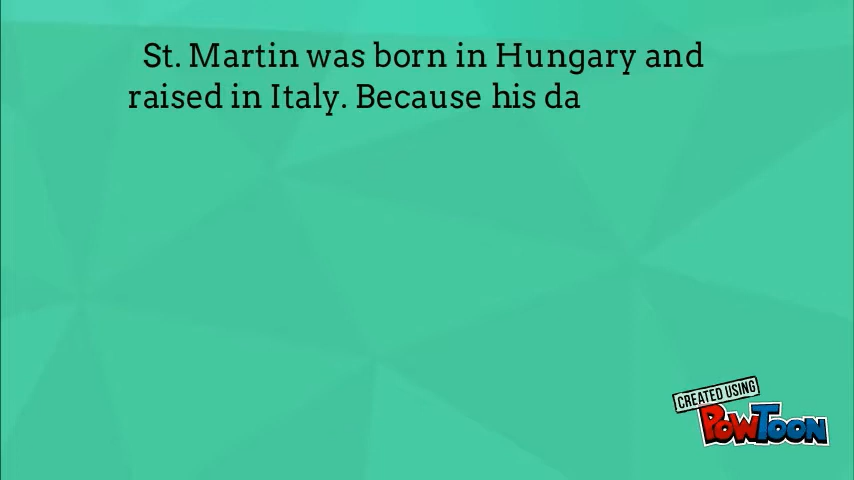 St. Martin was born in Hungary and
raised in Italy. Because his da
CREATED USING
POWTOON